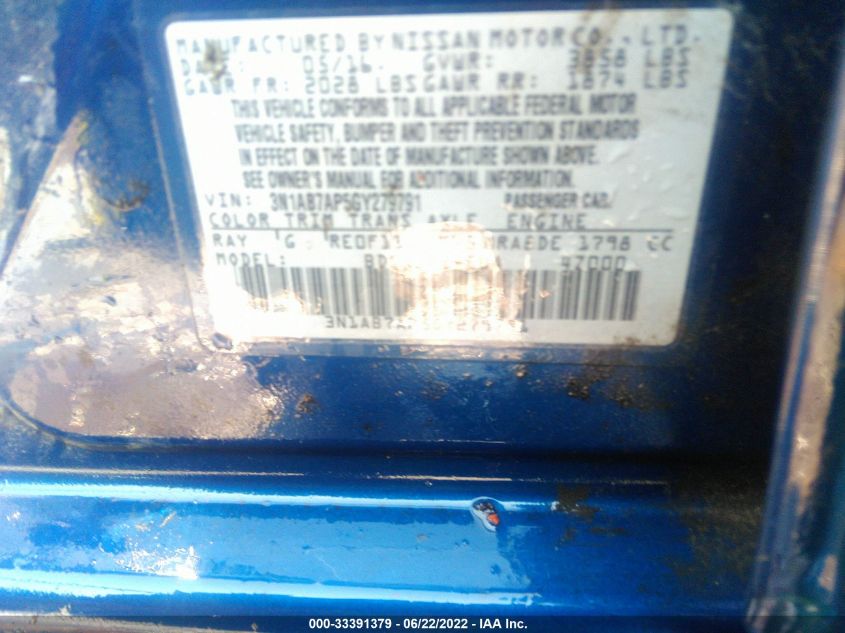 MANUFACTURED BY NISSAN MOTOR CO., LTD.
DATE: 05/16 GVWR: 3858 LBS
GAWR FR: 2028 LBS GAWR RR: 1874 LBS
THIS VEHICLE CONFORMS TO ALL APPLICABLE FEDERAL MOTOR
VEHICLE SAFETY, BUMPER AND THEFT PREVENTION STANDARDS
IN EFFECT ON THE DATE OF MANUFACTURE SHOWN ABOVE.
SEE OWNER'S MANUAL FOR ADDITIONAL INFORMATION.
VIN: 3N1AB7AP5GY279791 PASSENGER CAR
COLOR TRIM TRANS AXLE ENGINE
RAY G MRA8DE 1798 CC
MODEL: 47000
000-33391379 - 06/22/2022 - IAA Inc.